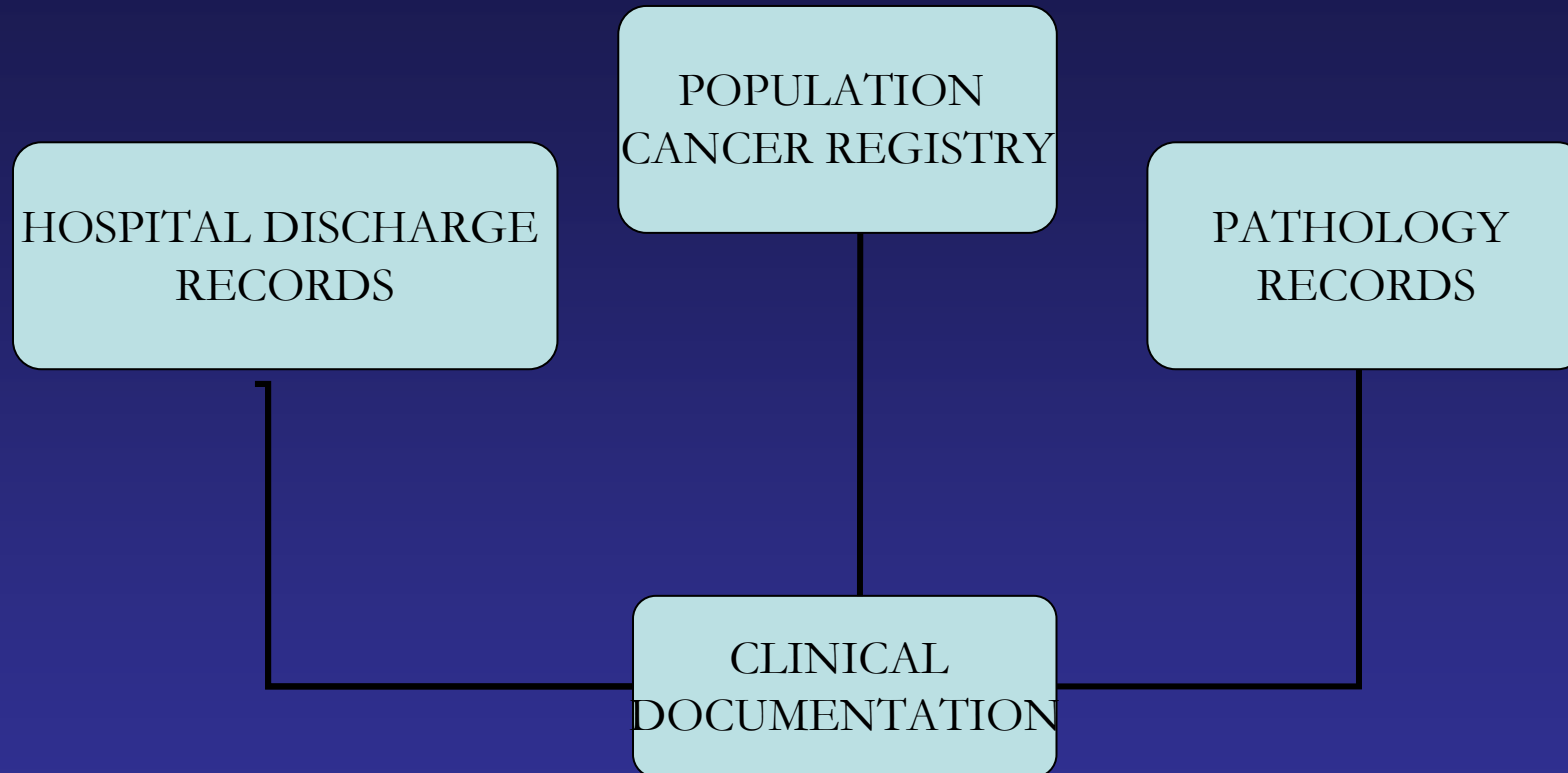 POPULATION
CANCER REGISTRY
HOSPITAL DISCHARGE
RECORDS
PATHOLOGY
RECORDS
CLINICAL
DOCUMENTATION